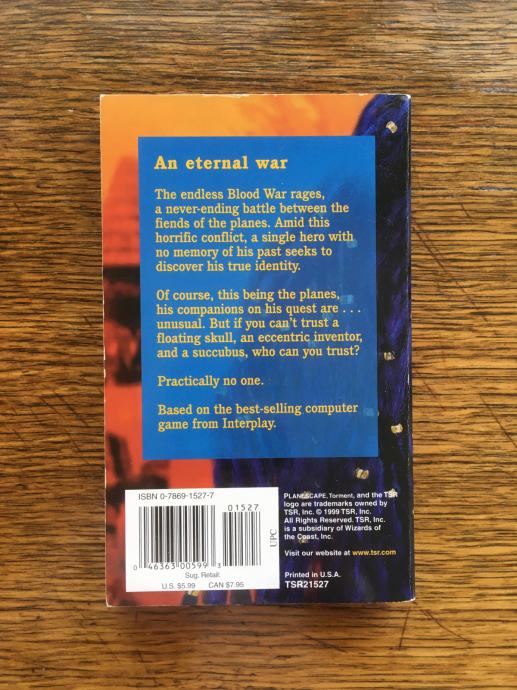 An eternal war
The endless Blood War rages,
a never-ending battle between the
fiends of the planes. Amid this
horrific conflict, a single hero with
no memory of his past seeks to
discover his true identity.
Of course, this being the planes,
his companions on his quest are . . .
unusual. But if you can't trust a
floating skull, an eccentric inventor,
and a succubus, who can you trust?
Practically no one.
Based on the best-selling computer
game from Interplay.
ISBN 0-7869-1527-7
01527
UPC
0 46363 00599 3
Sug. Retail:
U.S. $5.99 CAN $7.95
PLANESCAPE, Torment, and the TSR
logo are trademarks owned by
TSR, Inc. © 1999 TSR, Inc.
All Rights Reserved. TSR, Inc.
is a subsidiary of Wizards of
the Coast, Inc.
Visit our website at www.tsr.com
Printed in U.S.A.
TSR21527